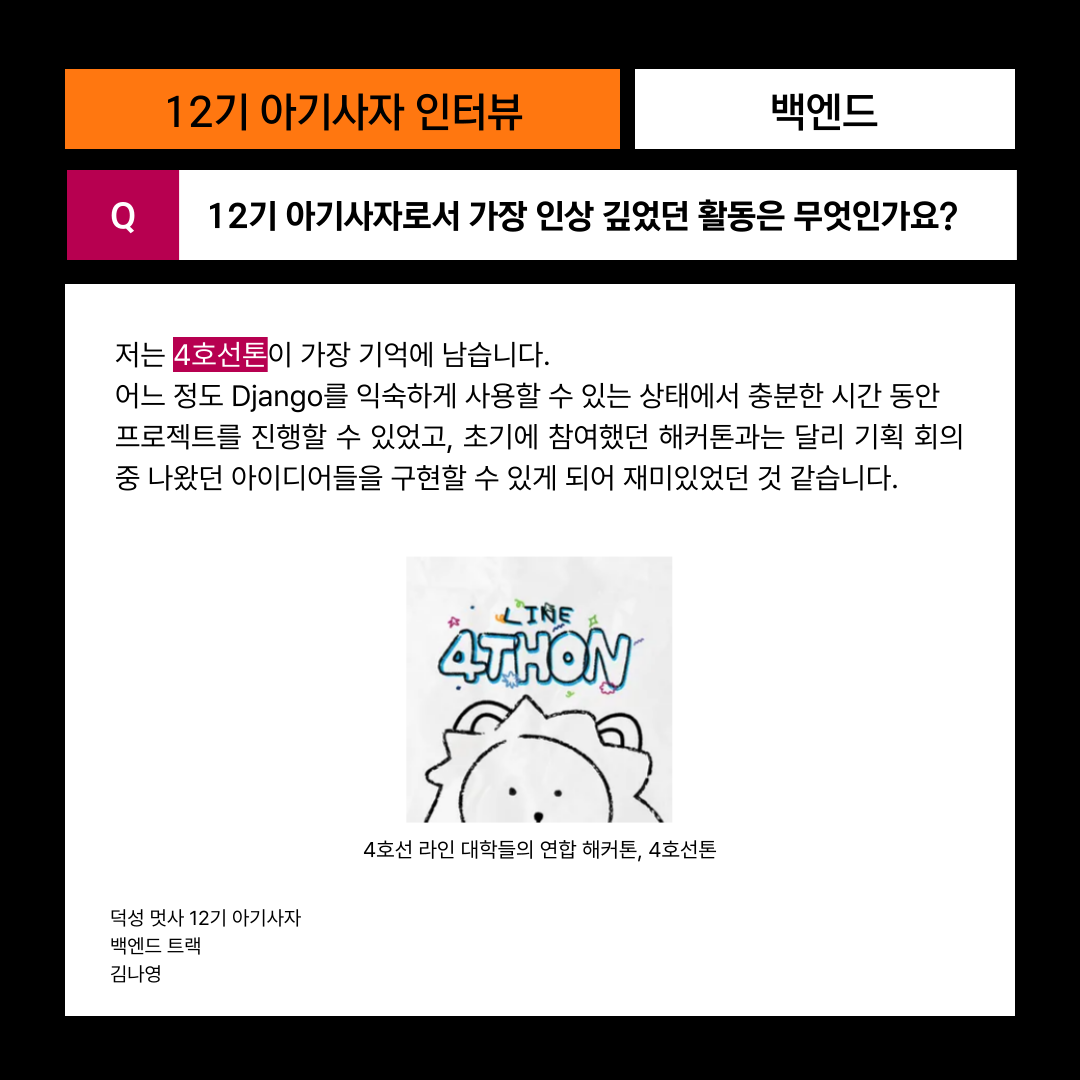 12기 아기사자 인터뷰
백엔드
Q
12기 아기사자로서 가장 인상 깊었던 활동은 무엇인가요?
저는 4호선톤이 가장 기억에 남습니다.
어느 정도 Django를 익숙하게 사용할 수 있는 상태에서 충분한 시간 동안
프로젝트를 진행할 수 있었고, 초기에 참여했던 해커톤과는 달리 기획 회의
중 나왔던 아이디어들을 구현할 수 있게 되어 재미있었던 것 같습니다.
LINE
4THON
4호선 라인 대학들의 연합 해커톤, 4호선톤
덕성 멋사 12기 아기사자
백엔드 트랙
김나영